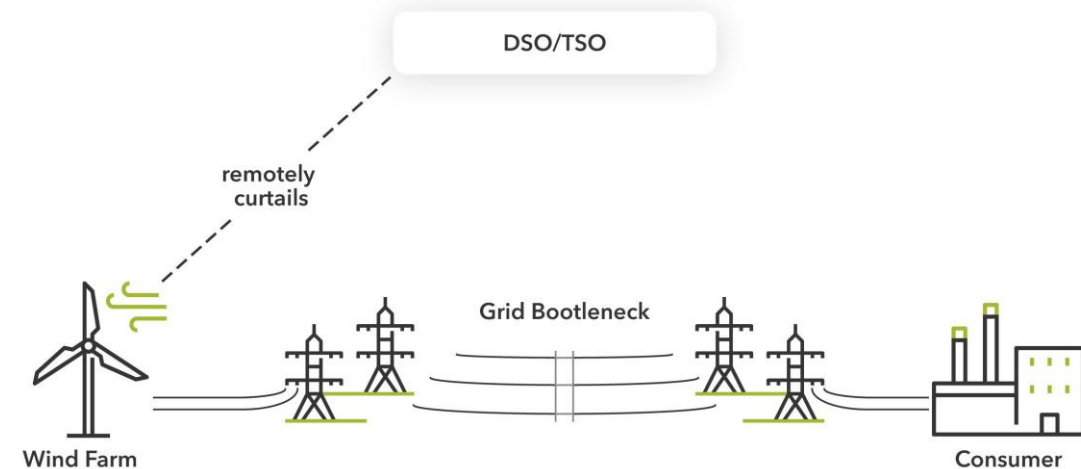 DSO/TSO
remotely
curtails
Grid Bootleneck
Wind Farm
Consumer